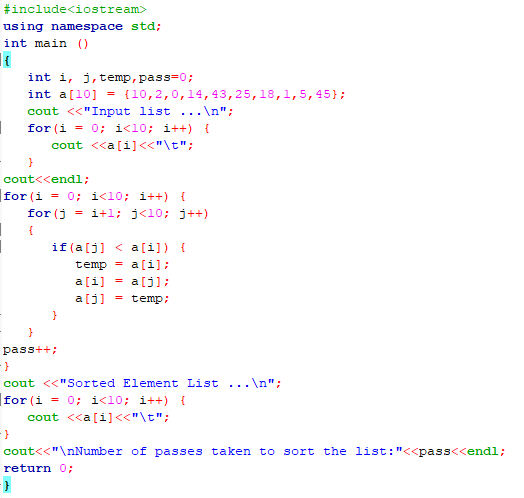 #include<iostream>
using namespace std;
int main ()
{
int i, j,temp,pass=0;
int a[10] = {10,2,0,14,43,25,18,1,5,45};
cout <<"Input list ...\n";
for(i = 0; i<10; i++) {
cout <<a[i]<<"\t";
}
cout<<endl;
for(i = 0; i<10; i++) {
for(j = i+1; j<10; j++)
{
if(a[j] < a[i]) {
temp = a[i];
a[i] = a[j];
a[j] = temp;
}
}
pass++;
}
cout <<"Sorted Element List ...\n";
for(i = 0; i<10; i++) {
cout <<a[i]<<"\t";
}
cout<<"\nNumber of passes taken to sort the list:"<<pass<<endl;
return 0;
}